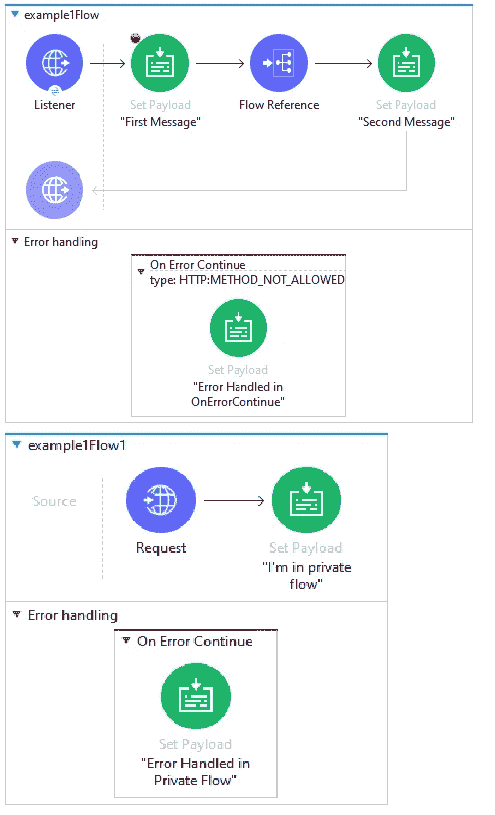 example1Flow
Listener
Set Payload
"First Message"
Flow Reference
Set Payload
"Second Message"
Error handling
On Error Continue
type: HTTP:METHOD_NOT_ALLOWED
Set Payload
"Error Handled in
OnErrorContinue"
example1Flow1
Source
Request
Set Payload
"I'm in private
flow"
Error handling
On Error Continue
Set Payload
"Error Handled in
Private Flow"